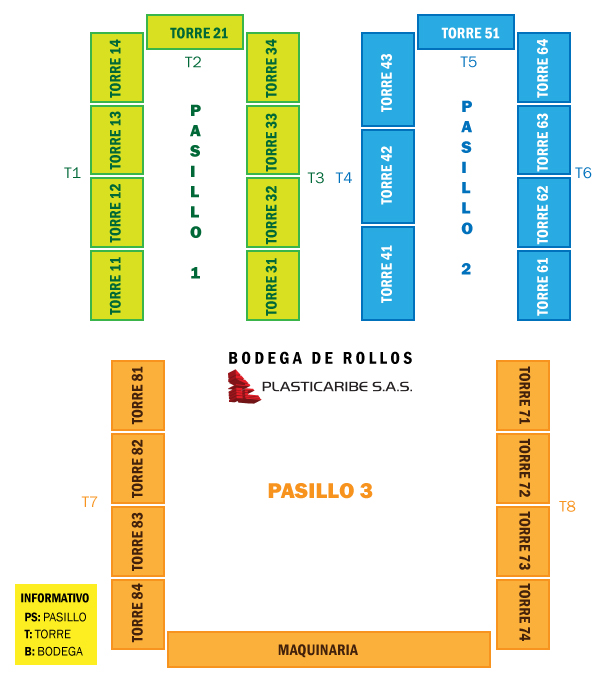 TORRE 21
TORRE 51
T2
T5
TORRE 14
TORRE 13
TORRE 12
TORRE 11
T1
PASILLO 1
TORRE 34
TORRE 33
TORRE 32
TORRE 31
T3
T4
TORRE 43
TORRE 42
TORRE 41
PASILLO 2
TORRE 64
TORRE 63
TORRE 62
TORRE 61
T6
BODEGA DE ROLLOS
PLASTICARIBE S.A.S.
TORRE 81
TORRE 82
TORRE 83
TORRE 84
T7
PASILLO 3
TORRE 71
TORRE 72
TORRE 73
TORRE 74
T8
INFORMATIVO
PS: PASILLO
T: TORRE
B: BODEGA
MAQUINARIA